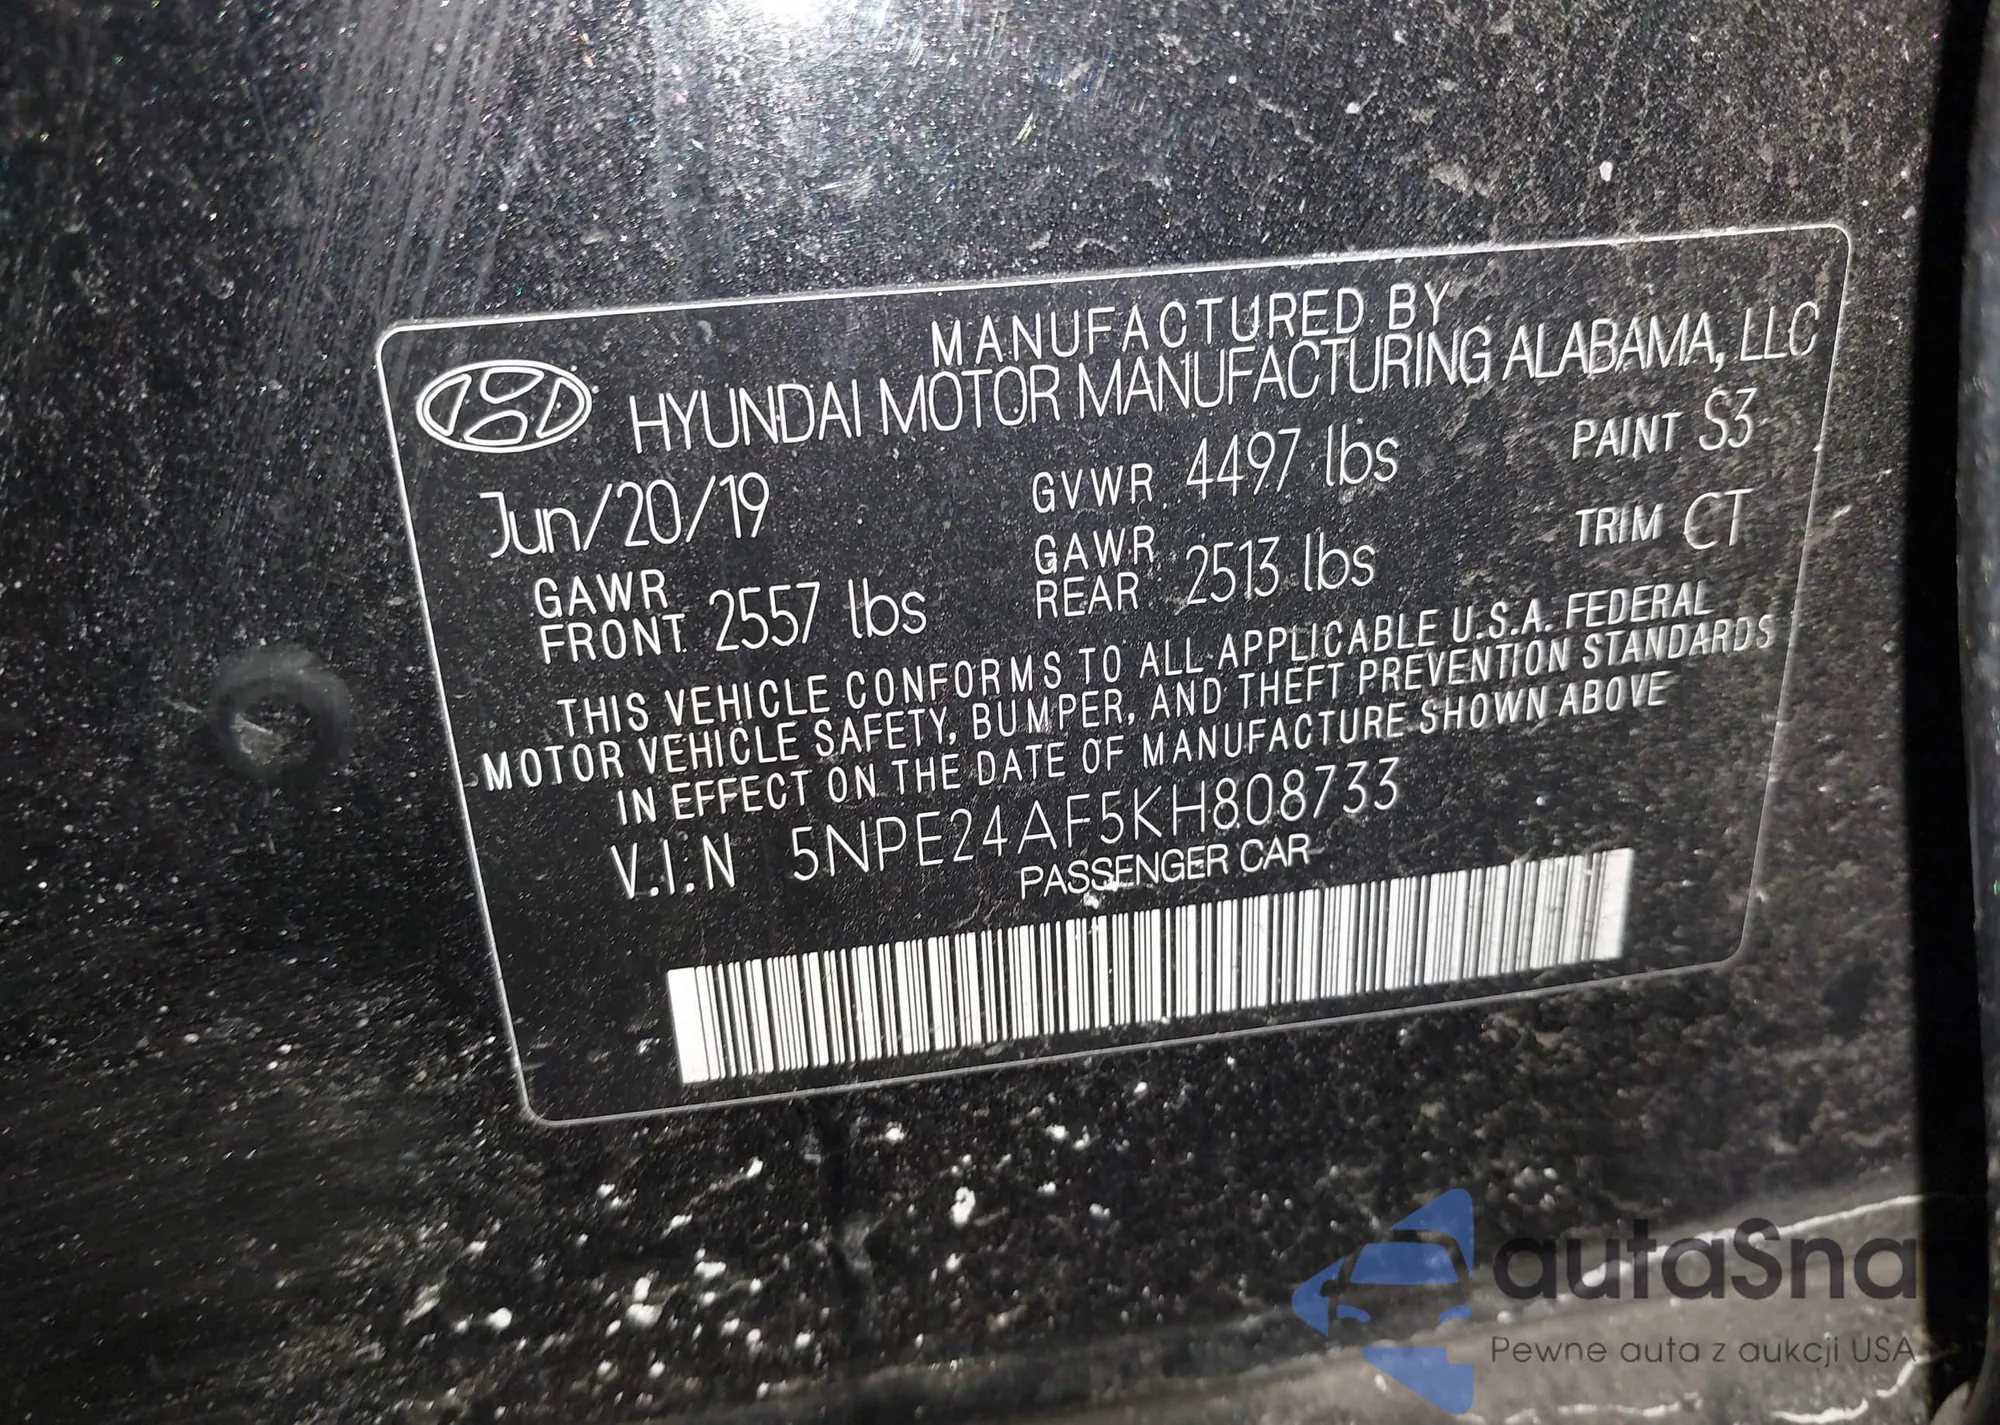 MANUFACTURED BY
HYUNDAI MOTOR MANUFACTURING ALABAMA, LLC
Jun/20/19 GVWR 4497 lbs PAINT S3
GAWR FRONT 2557 lbs GAWR REAR 2513 lbs TRIM CT
THIS VEHICLE CONFORMS TO ALL APPLICABLE U.S.A. FEDERAL
MOTOR VEHICLE SAFETY, BUMPER, AND THEFT PREVENTION STANDARDS
IN EFFECT ON THE DATE OF MANUFACTURE SHOWN ABOVE
V.I.N 5NPE24AF5KH808733
PASSENGER CAR
autaSna
Pewne auta z aukcji USA